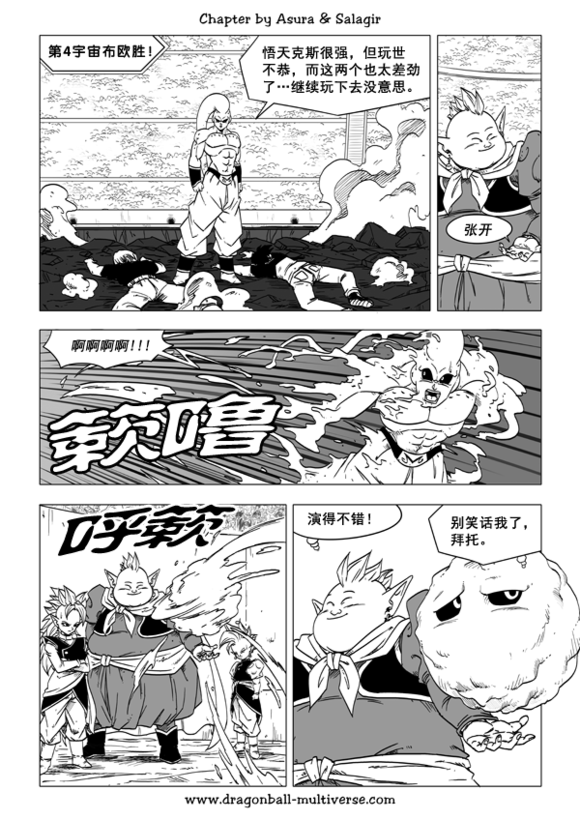 Chapter by Asura & Salagir
第4宇宙布欧胜！
悟天克斯很强，但玩世
不恭，而这两个也太差劲
了…继续玩下去没意思。
张开
啊啊啊啊!!!
簌噜
呼簌
演得不错！
别笑话我了，
拜托。
www.dragonball-multiverse.com